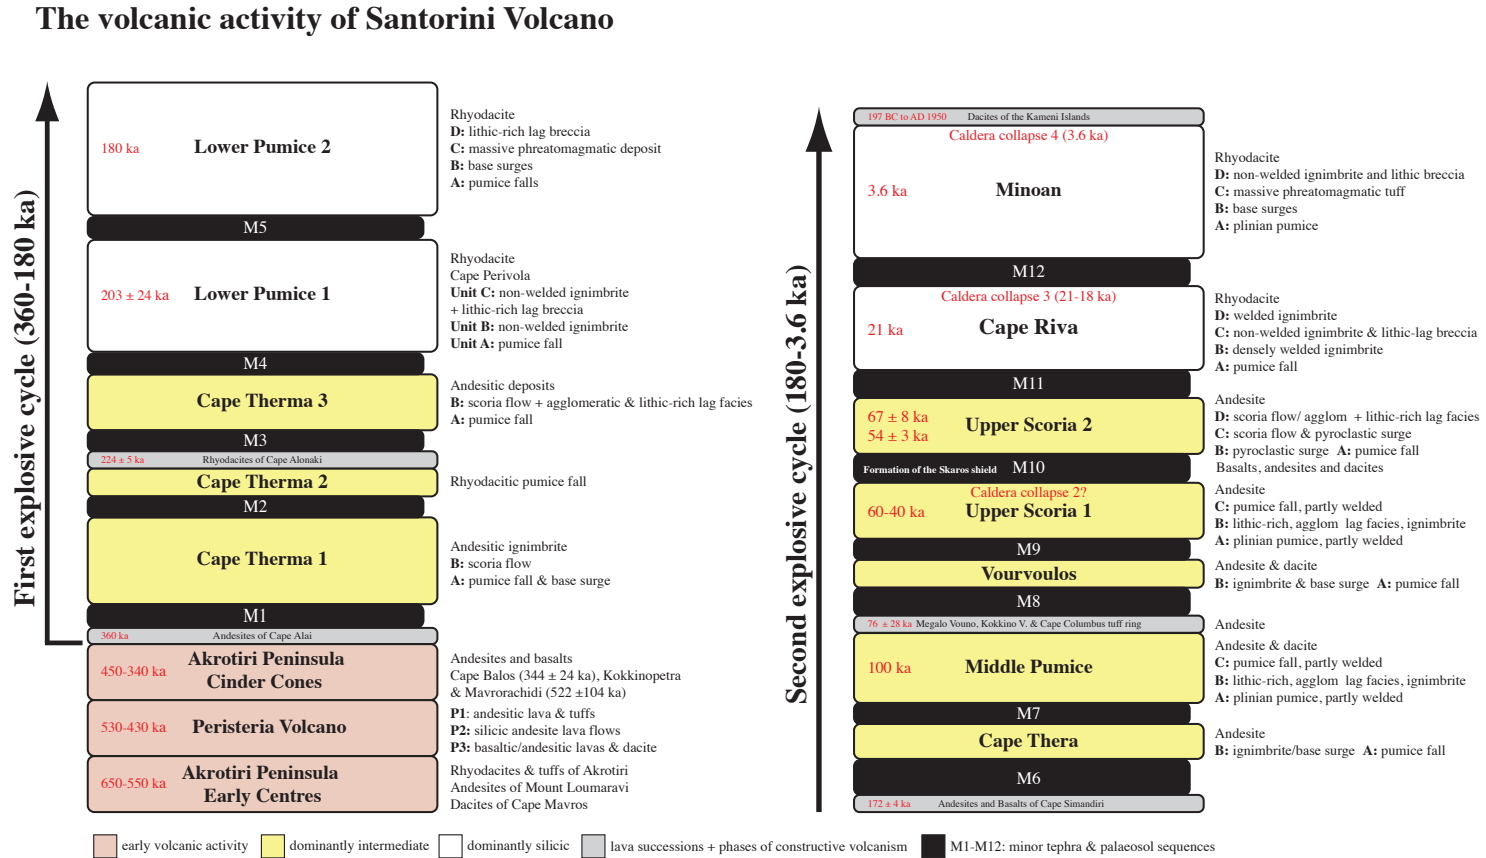 The volcanic activity of Santorini Volcano
First explosive cycle (360-180 ka)
180 ka
Lower Pumice 2
Rhyodacite
D: lithic-rich lag breccia
C: massive phreatomagmatic deposit
B: base surges
A: pumice falls
M5
203 ± 24 ka
Lower Pumice 1
Rhyodacite
Cape Perivola
Unit C: non-welded ignimbrite
+ lithic-rich lag breccia
Unit B: non-welded ignimbrite
Unit A: pumice fall
M4
Cape Therma 3
Andesitic deposits
B: scoria flow + agglomeratic & lithic-rich lag facies
A: pumice fall
M3
224 ± 5 ka Rhyodacites of Cape Alonaki
Cape Therma 2
Rhyodacitic pumice fall
M2
Cape Therma 1
Andesitic ignimbrite
B: scoria flow
A: pumice fall & base surge
M1
360 ka Andesites of Cape Alai
450-340 ka
Akrotiri Peninsula
Cinder Cones
Andesites and basalts
Cape Balos (344 ± 24 ka), Kokkinopetra
& Mavrorachidi (522 ±104 ka)
530-430 ka
Peristeria Volcano
P1: andesitic lava & tuffs
P2: silicic andesite lava flows
P3: basaltic/andesitic lavas & dacite
650-550 ka
Akrotiri Peninsula
Early Centres
Rhyodacites & tuffs of Akrotiri
Andesites of Mount Loumaravi
Dacites of Cape Mavros
Second explosive cycle (180-3.6 ka)
197 BC to AD 1950 Dacites of the Kameni Islands
Caldera collapse 4 (3.6 ka)
3.6 ka
Minoan
Rhyodacite
D: non-welded ignimbrite and lithic breccia
C: massive phreatomagmatic tuff
B: base surges
A: plinian pumice
M12
Caldera collapse 3 (21-18 ka)
21 ka
Cape Riva
Rhyodacite
D: welded ignimbrite
C: non-welded ignimbrite & lithic-lag breccia
B: densely welded ignimbrite
A: pumice fall
M11
67 ± 8 ka
54 ± 3 ka
Upper Scoria 2
Andesite
D: scoria flow/ agglom + lithic-rich lag facies
C: scoria flow & pyroclastic surge
B: pyroclastic surge A: pumice fall
Formation of the Skaros shield M10
Basalts, andesites and dacites
Caldera collapse 2?
60-40 ka
Upper Scoria 1
Andesite
C: pumice fall, partly welded
B: lithic-rich, agglom lag facies, ignimbrite
A: plinian pumice, partly welded
M9
Vourvoulos
Andesite & dacite
B: ignimbrite & base surge A: pumice fall
M8
76 ± 28 ka Megalo Vouno, Kokkino V. & Cape Columbus tuff ring
Andesite
100 ka
Middle Pumice
Andesite & dacite
C: pumice fall, partly welded
B: lithic-rich, agglom lag facies, ignimbrite
A: plinian pumice, partly welded
M7
Cape Thera
Andesite
B: ignimbrite/base surge A: pumice fall
M6
172 ± 4 ka Andesites and Basalts of Cape Simandiri
early volcanic activity
dominantly intermediate
dominantly silicic
lava successions + phases of constructive volcanism
M1-M12: minor tephra & palaeosol sequences